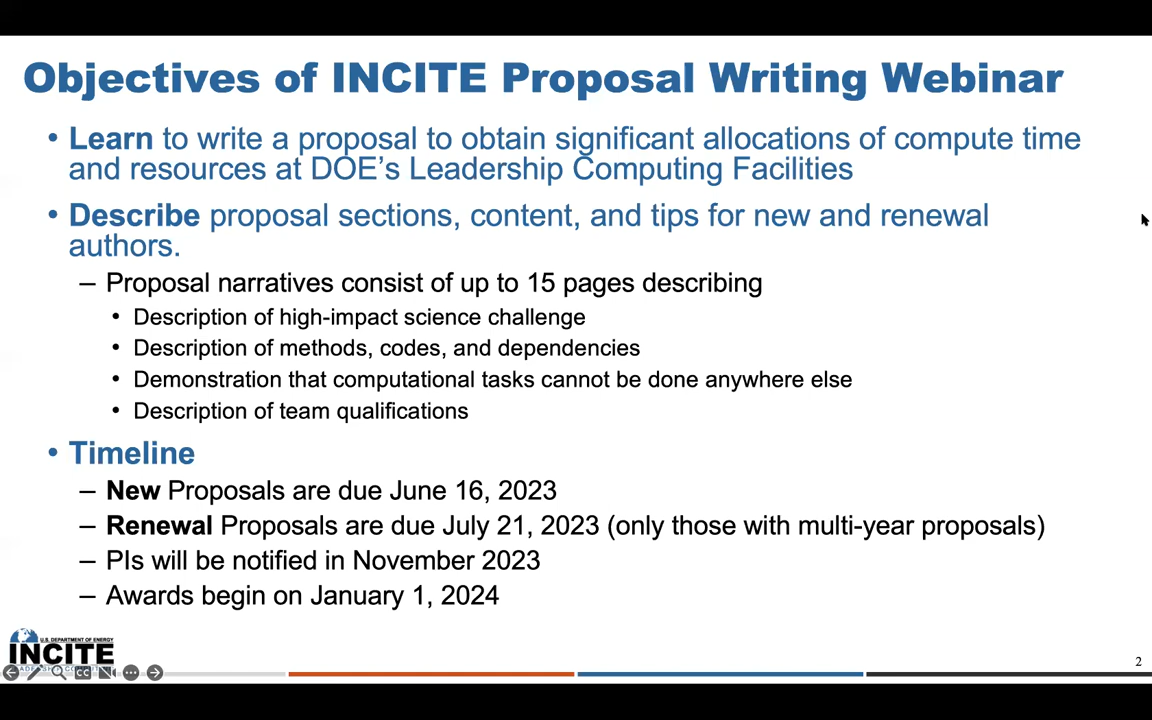 Objectives of INCITE Proposal Writing Webinar
• Learn to write a proposal to obtain significant allocations of compute time
and resources at DOE's Leadership Computing Facilities
• Describe proposal sections, content, and tips for new and renewal
authors.
– Proposal narratives consist of up to 15 pages describing
• Description of high-impact science challenge
• Description of methods, codes, and dependencies
• Demonstration that computational tasks cannot be done anywhere else
• Description of team qualifications
• Timeline
– New Proposals are due June 16, 2023
– Renewal Proposals are due July 21, 2023 (only those with multi-year proposals)
– PIs will be notified in November 2023
– Awards begin on January 1, 2024
U.S. DEPARTMENT OF ENERGY
INCITE
CC
2